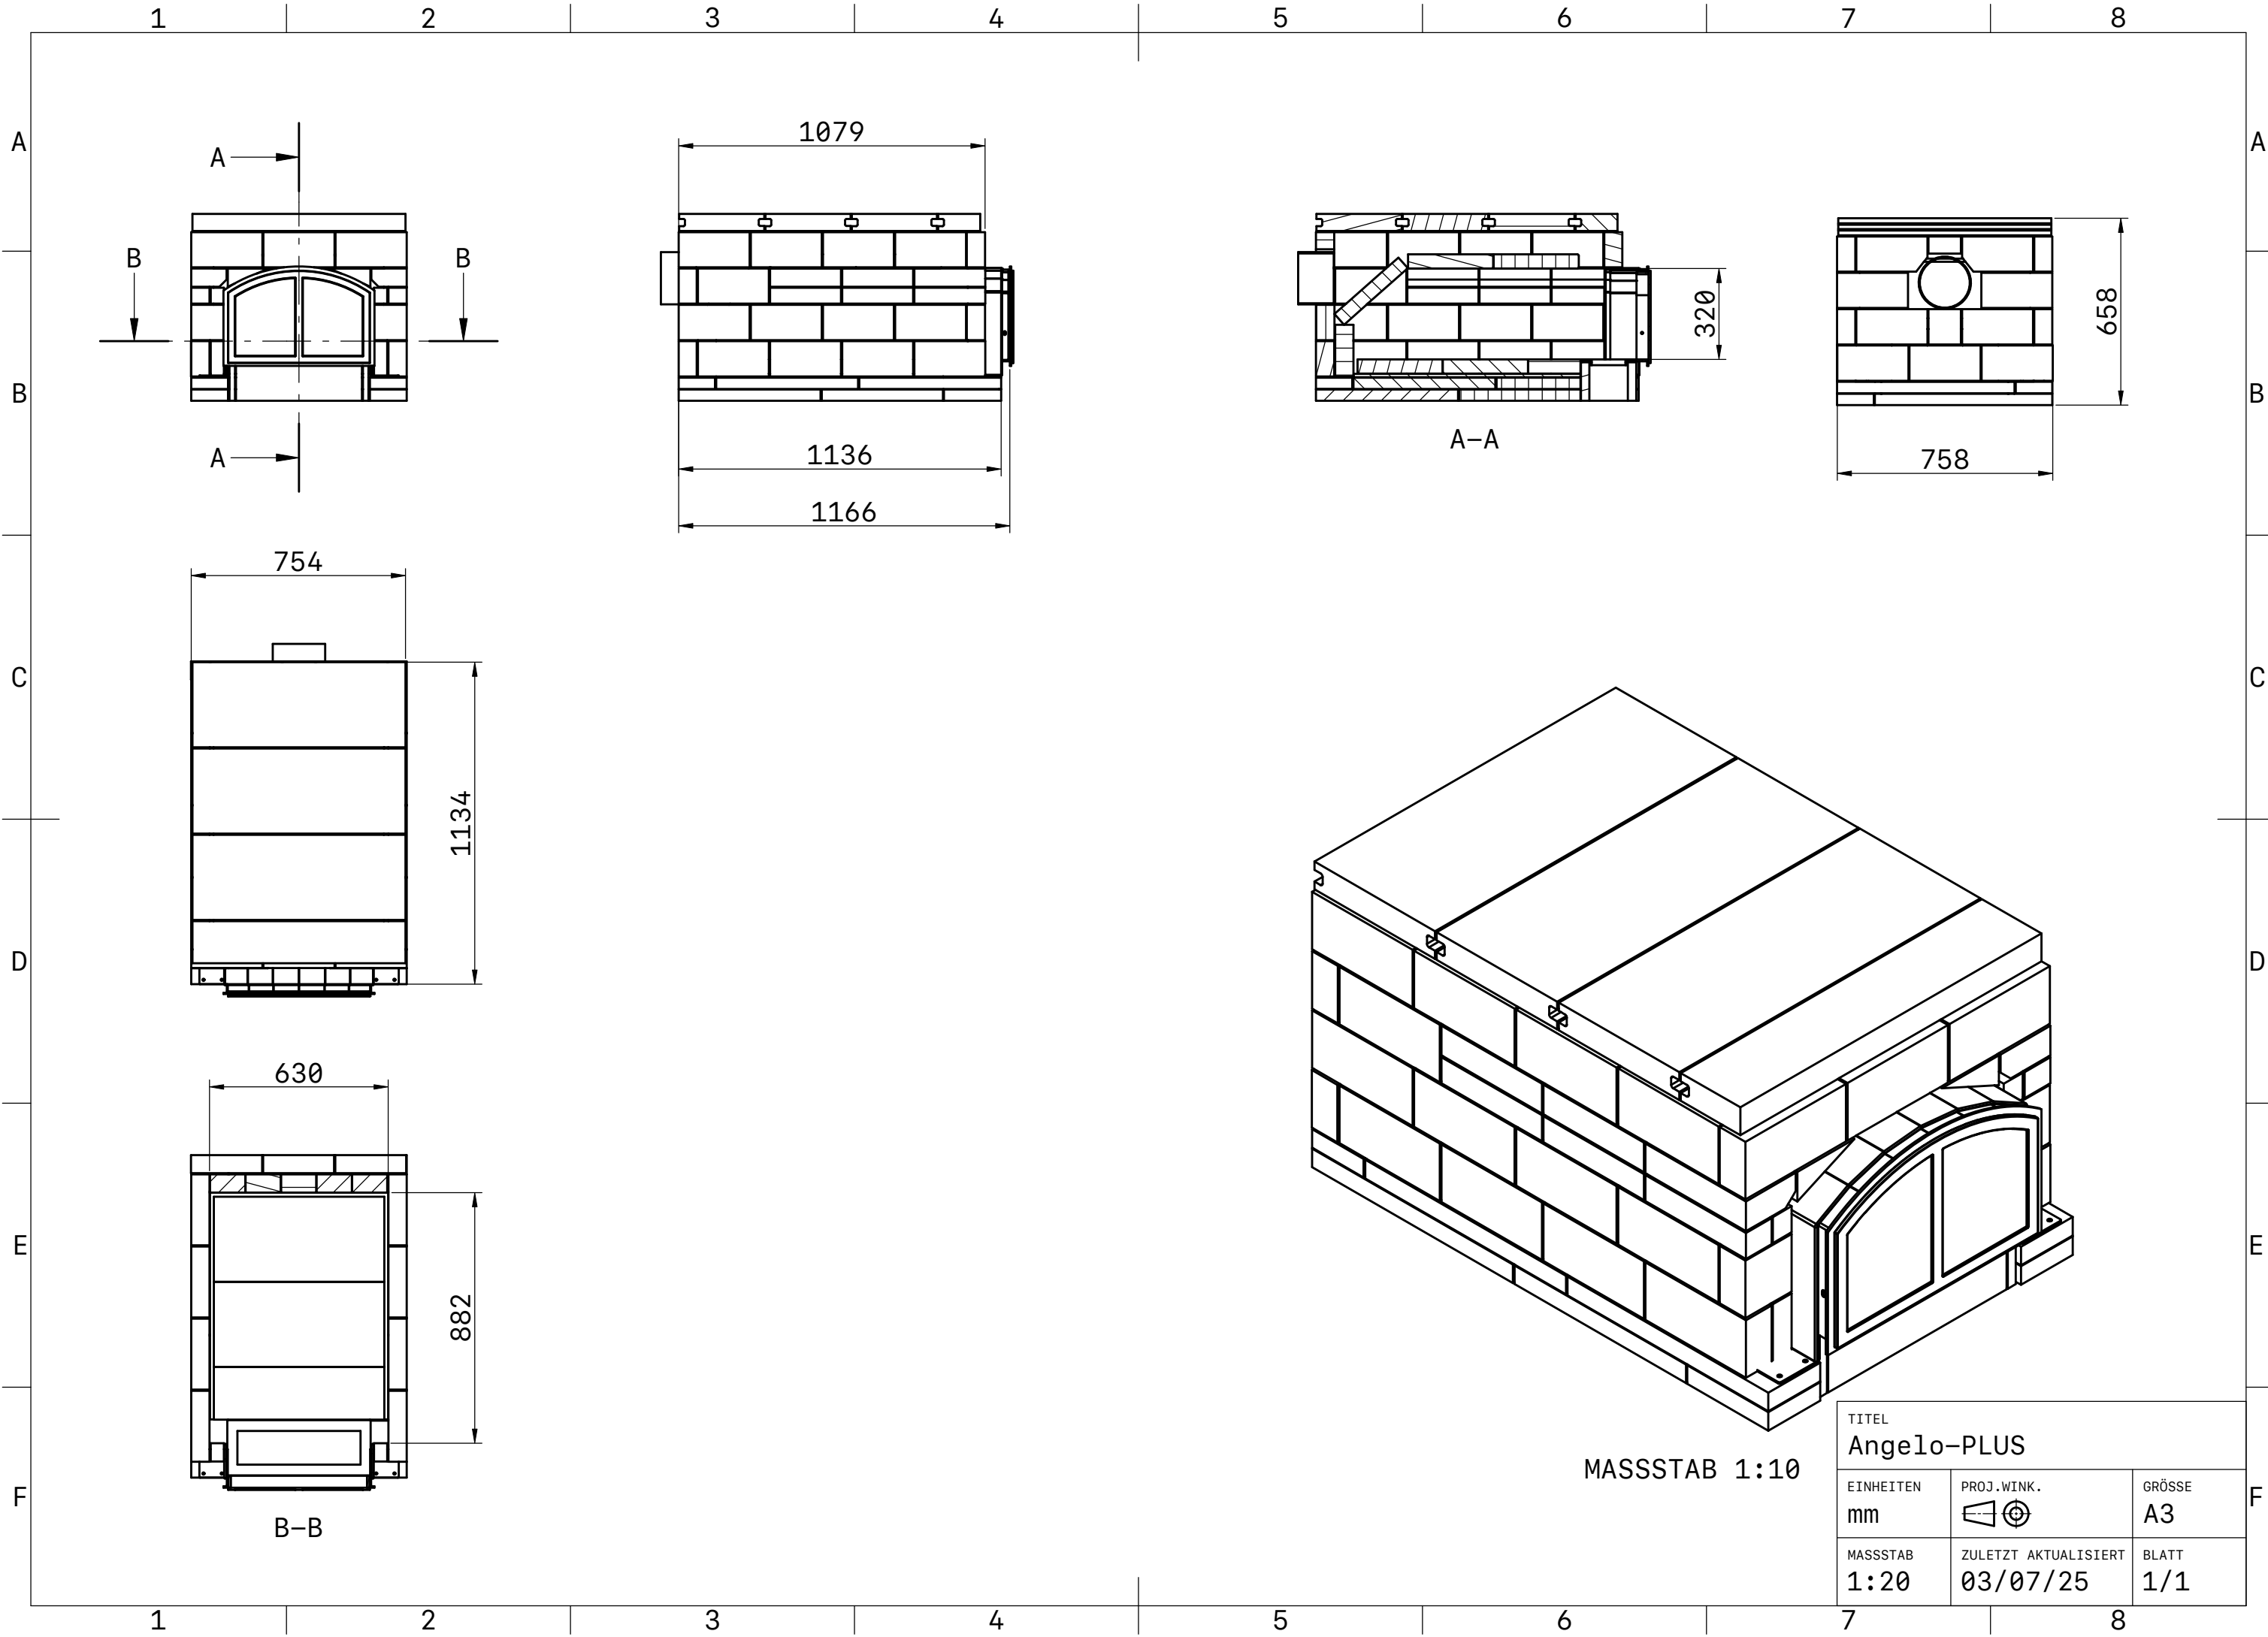 1 2 3 4 5 6 7 8
A A
A 1079
B B
320
658
B B
A A-A
1136 758
1166
754
C C
1134
D D
630
E E
882
TITEL
Angelo-PLUS
MASSSTAB 1:10
EINHEITEN PROJ.WINK. GRÖSSE
F mm A3 F
B-B
MASSSTAB ZULETZT AKTUALISIERT BLATT
1:20 03/07/25 1/1
1 2 3 4 5 6 7 8